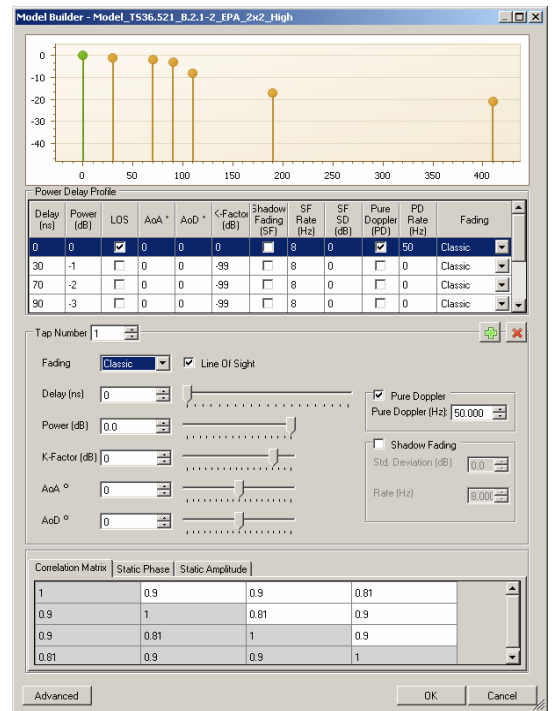 Model Builder - Model_TS36.521_B.2.1-2_EPA_2x2_High
0
-10
-20
-30
-40
0 50 100 150 200 250 300 350 400
Power Delay Profile
Delay (ns) Power (dB) LOS AoA ° AoD ° K-Factor (dB) Shadow Fading (SF) SF Rate (Hz) SF SD (dB) Pure Doppler (PD) PD Rate (Hz) Fading
0 0 0 0 0 8 0 50 Classic
30 -1 0 0 -99 8 0 0 Classic
70 -2 0 0 -99 8 0 0 Classic
90 -3 0 0 -99 8 0 0 Classic
Tap Number 1
Fading Classic Line Of Sight
Delay (ns) 0
Pure Doppler
Pure Doppler (Hz): 50.000
Power (dB) 0.0
Shadow Fading
K-Factor (dB) 0
Std. Deviation (dB) 0.0
AoA ° 0
Rate (Hz) 8.000
AoD ° 0
Correlation Matrix Static Phase Static Amplitude
1 0.9 0.9 0.81
0.9 1 0.81 0.9
0.9 0.81 1 0.9
0.81 0.9 0.9 1
Advanced OK Cancel